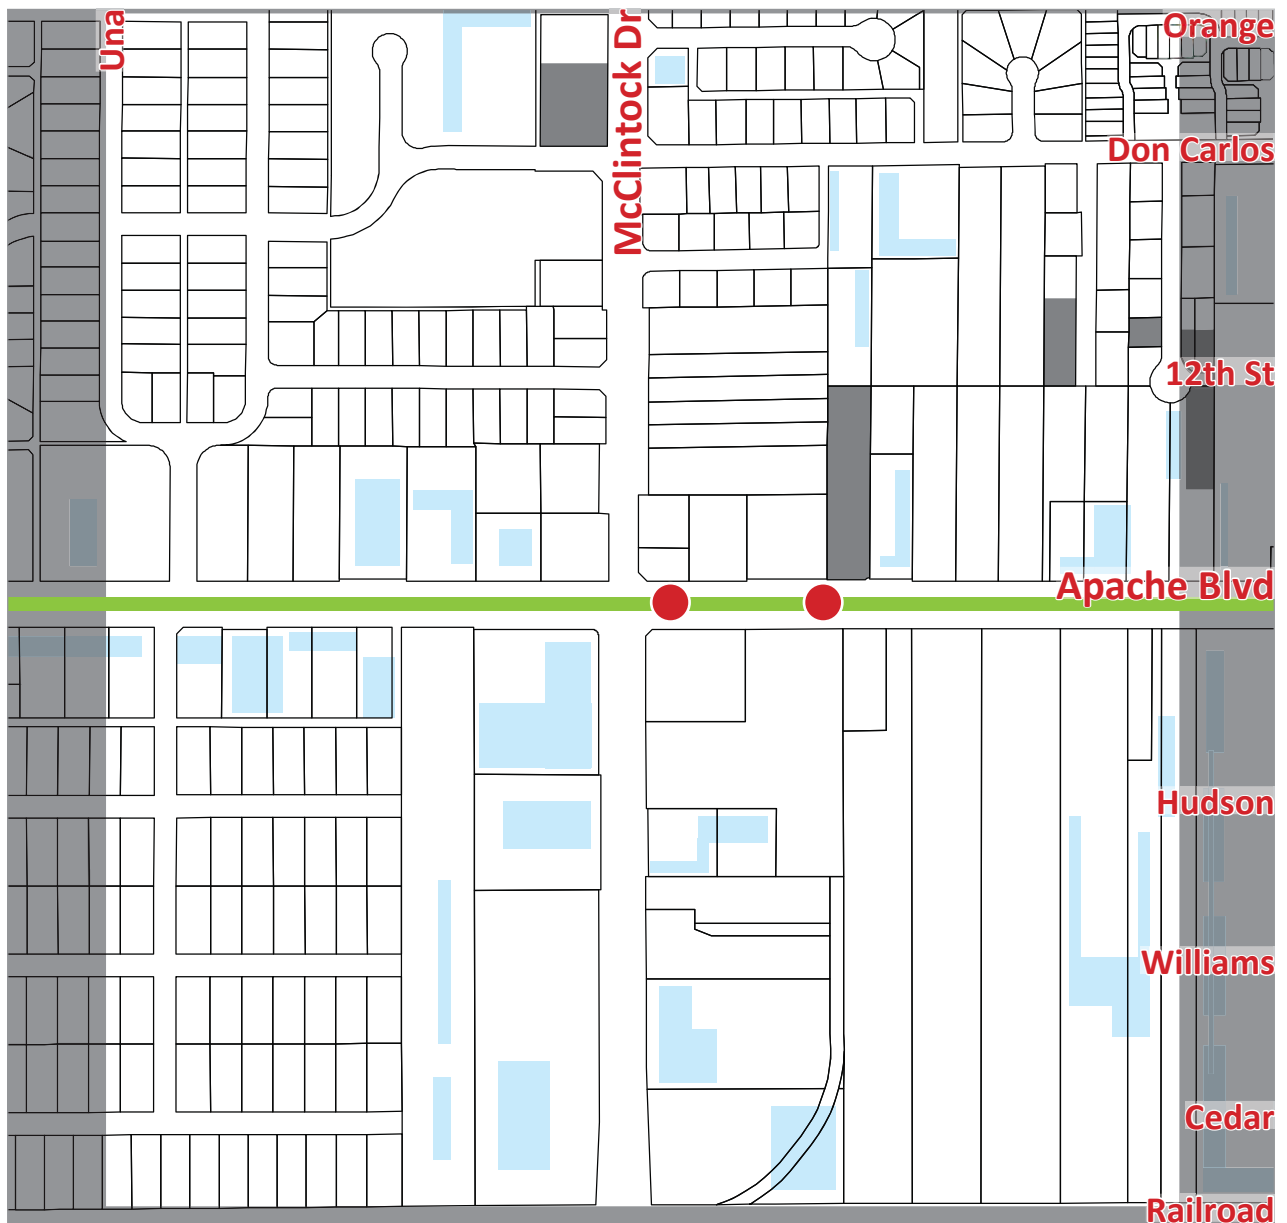 Una
McClintock Dr
Orange
Don Carlos
12th St
Apache Blvd
Hudson
Williams
Cedar
Railroad